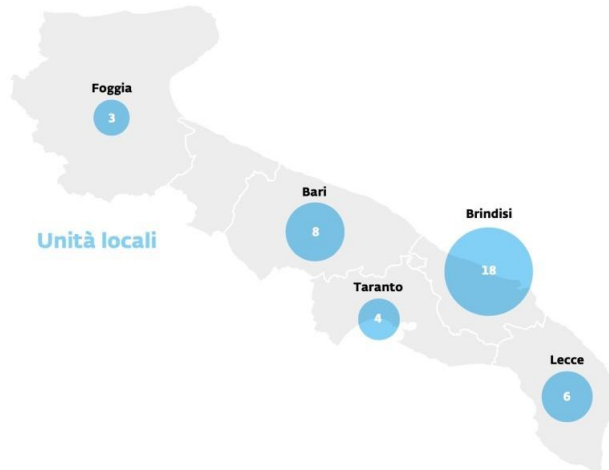 Foggia
3
Bari
8
Brindisi
18
Unità locali
Taranto
4
Lecce
6